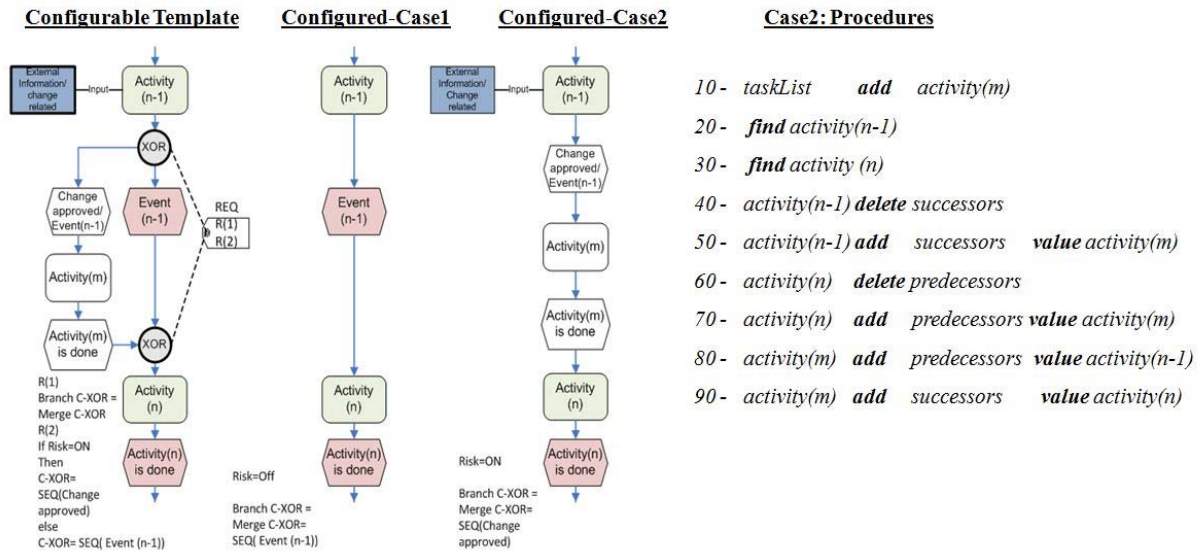 Configurable Template
Configured-Case1
Configured-Case2
Case2: Procedures
External
Information/
change
related
Input
Activity
(n-1)
XOR
Change
approved/
Event(n-1)
Event
(n-1)
REQ
R(1)
R(2)
Activity(m)
Activity(m)
is done
XOR
Activity
(n)
Activity(n)
is done
R(1)
Branch C-XOR =
Merge C-XOR
R(2)
If Risk=ON
Then
C-XOR=
SEQ(Change
approved)
else
C-XOR= SEQ( Event (n-1))
Activity
(n-1)
Event
(n-1)
Activity
(n)
Activity(n)
is done
Risk=Off
Branch C-XOR =
Merge C-XOR=
SEQ( Event (n-1))
External
Information/
Change
related
Input
Activity
(n-1)
Change
approved/
Event(n-1)
Activity(m)
Activity(m)
is done
Activity
(n)
Activity(n)
is done
Risk=ON
Branch C-XOR =
Merge C-XOR=
SEQ(Change
approved)
10 - taskList add activity(m)
20 - find activity(n-1)
30 - find activity (n)
40 - activity(n-1) delete successors
50 - activity(n-1) add successors value activity(m)
60 - activity(n) delete predecessors
70 - activity(n) add predecessors value activity(m)
80 - activity(m) add predecessors value activity(n-1)
90 - activity(m) add successors value activity(n)